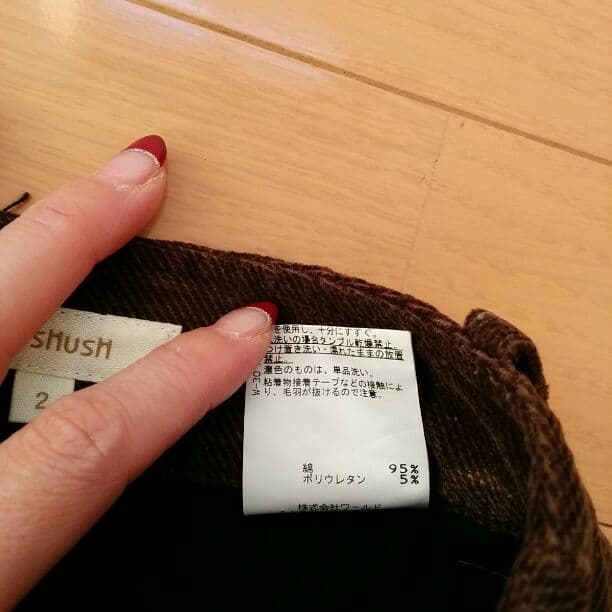 SHUSH
2
を使用し、十分にすすぐ。
洗いの場合タンブル乾燥
禁止。
つけ置き洗い・濡れたままの放置
禁止。
濃色のものは、単品洗い。
粘着物接着テープなどの接触によ
り、毛羽が抜けるので注意。
W-30
綿 95%
ポリウレタン 5%
株式会社ワールド